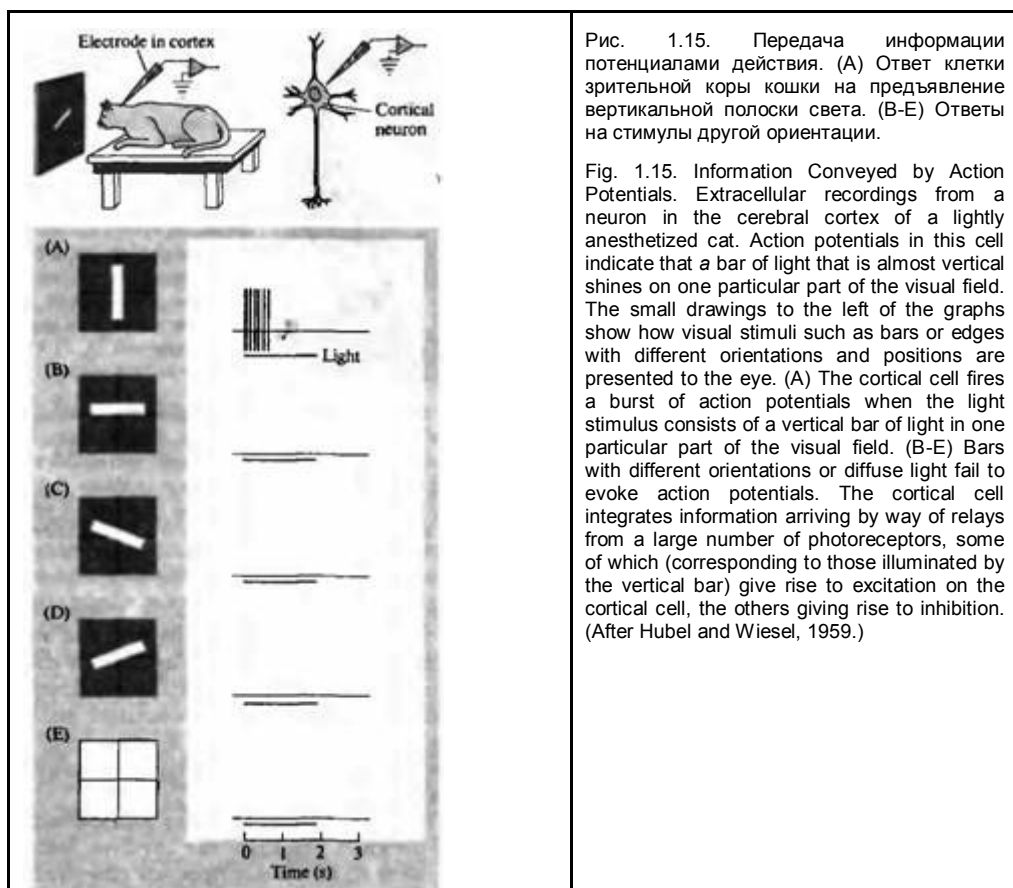 Electrode in cortex
Cortical
neuron
(A)
Light
(B)
(C)
(D)
(E)
0 1 2 3
Time (s)
Рис. 1.15. Передача информации
потенциалами действия. (А) Ответ клетки
зрительной коры кошки на предъявление
вертикальной полоски света. (В-Е) Ответы
на стимулы другой ориентации.
Fig. 1.15. Information Conveyed by Action
Potentials. Extracellular recordings from a
neuron in the cerebral cortex of a lightly
anesthetized cat. Action potentials in this cell
indicate that a bar of light that is almost vertical
shines on one particular part of the visual field.
The small drawings to the left of the graphs
show how visual stimuli such as bars or edges
with different orientations and positions are
presented to the eye. (A) The cortical cell fires
a burst of action potentials when the light
stimulus consists of a vertical bar of light in one
particular part of the visual field. (B-E) Bars
with different orientations or diffuse light fail to
evoke action potentials. The cortical cell
integrates information arriving by way of relays
from a large number of photoreceptors, some
of which (corresponding to those illuminated by
the vertical bar) give rise to excitation on the
cortical cell, the others giving rise to inhibition.
(After Hubel and Wiesel, 1959.)